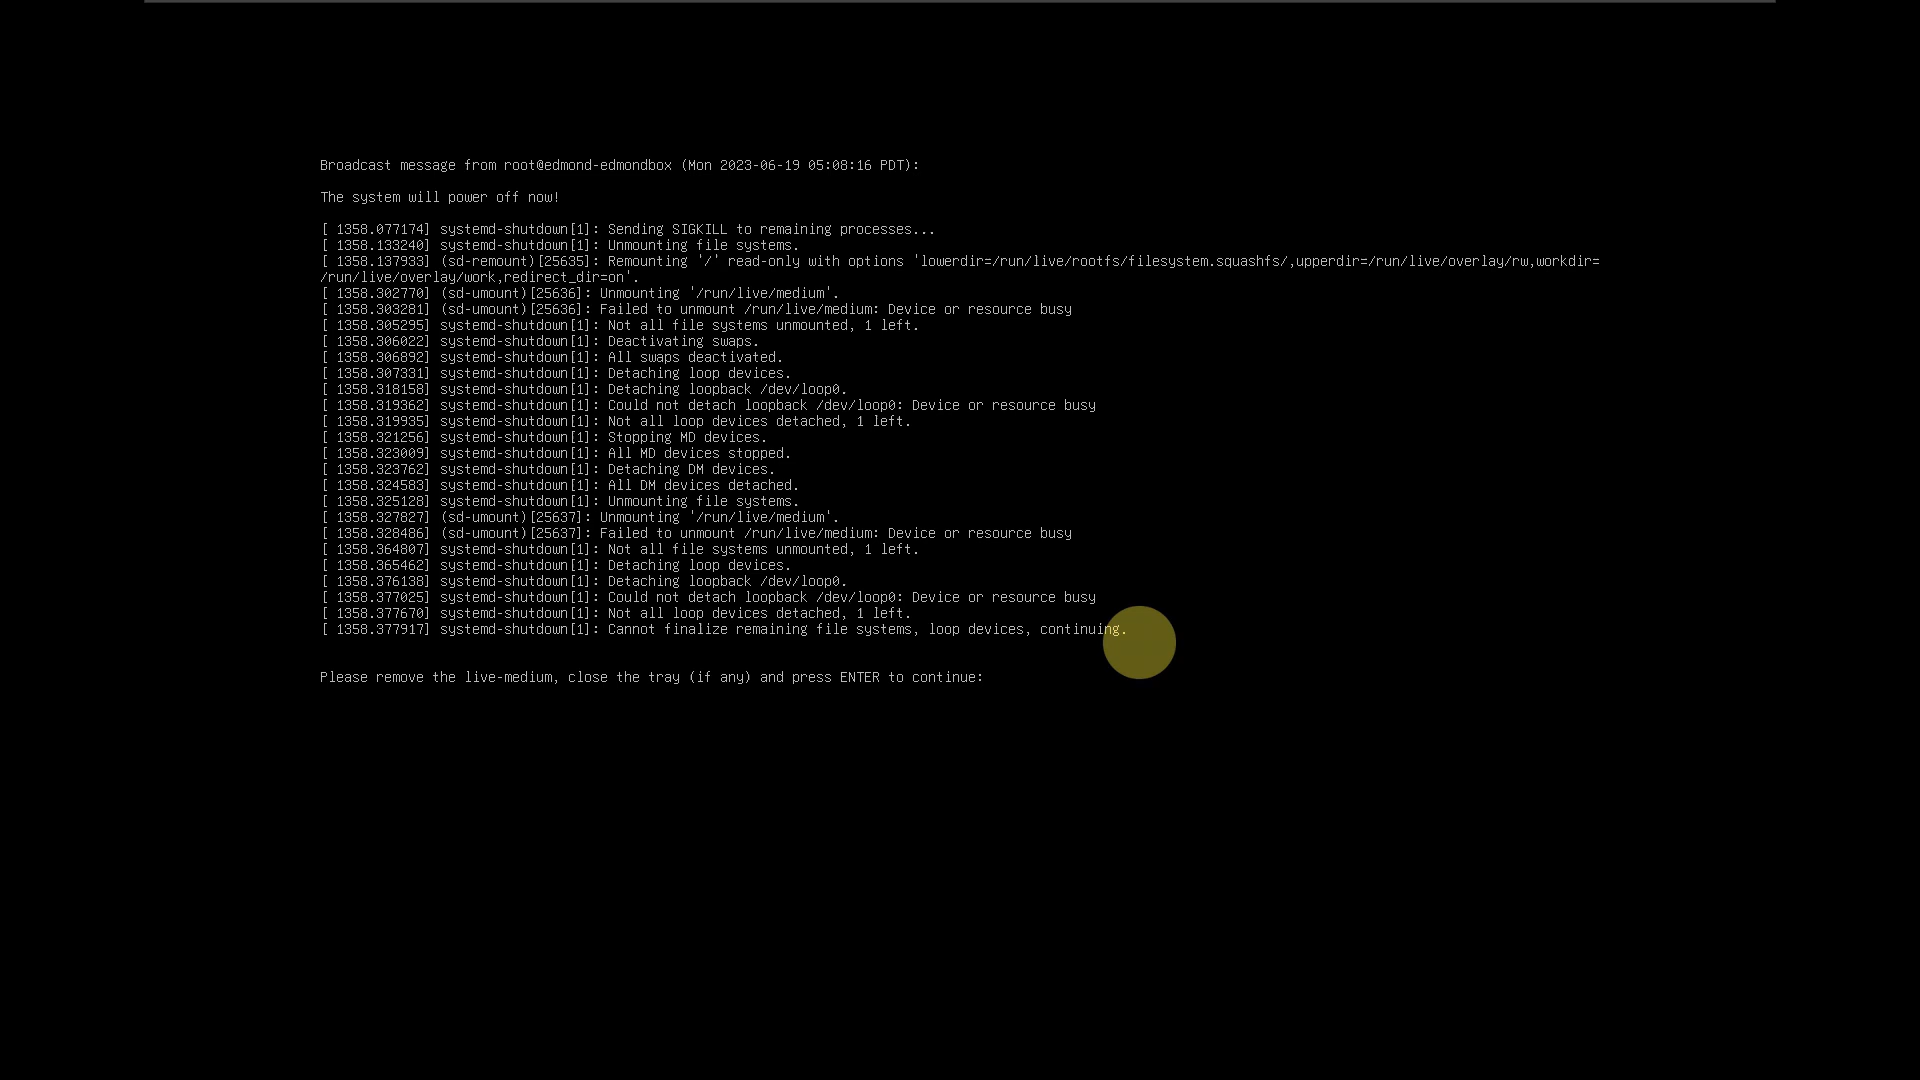 Broadcast message from root@edmond-edmondbox (Mon 2023-06-19 05:08:16 PDT):
The system will power off now!
[ 1358.077174] systemd-shutdown[1]: Sending SIGKILL to remaining processes...
[ 1358.133240] systemd-shutdown[1]: Unmounting file systems.
[ 1358.137933] (sd-remount)[25635]: Remounting '/' read-only with options 'lowerdir=/run/live/rootfs/filesystem.squashfs/,upperdir=/run/live/overlay/rw,workdir=
/run/live/overlay/work,redirect_dir=on'.
[ 1358.302770] (sd-umount)[25636]: Unmounting '/run/live/medium'.
[ 1358.303281] (sd-umount)[25636]: Failed to unmount /run/live/medium: Device or resource busy
[ 1358.305295] systemd-shutdown[1]: Not all file systems unmounted, 1 left.
[ 1358.306022] systemd-shutdown[1]: Deactivating swaps.
[ 1358.306892] systemd-shutdown[1]: All swaps deactivated.
[ 1358.307331] systemd-shutdown[1]: Detaching loop devices.
[ 1358.318158] systemd-shutdown[1]: Detaching loopback /dev/loop0.
[ 1358.319362] systemd-shutdown[1]: Could not detach loopback /dev/loop0: Device or resource busy
[ 1358.319935] systemd-shutdown[1]: Not all loop devices detached, 1 left.
[ 1358.321256] systemd-shutdown[1]: Stopping MD devices.
[ 1358.323009] systemd-shutdown[1]: All MD devices stopped.
[ 1358.323762] systemd-shutdown[1]: Detaching DM devices.
[ 1358.324583] systemd-shutdown[1]: All DM devices detached.
[ 1358.325128] systemd-shutdown[1]: Unmounting file systems.
[ 1358.327827] (sd-umount)[25637]: Unmounting '/run/live/medium'.
[ 1358.328486] (sd-umount)[25637]: Failed to unmount /run/live/medium: Device or resource busy
[ 1358.364807] systemd-shutdown[1]: Not all file systems unmounted, 1 left.
[ 1358.365462] systemd-shutdown[1]: Detaching loop devices.
[ 1358.376138] systemd-shutdown[1]: Detaching loopback /dev/loop0.
[ 1358.377025] systemd-shutdown[1]: Could not detach loopback /dev/loop0: Device or resource busy
[ 1358.377670] systemd-shutdown[1]: Not all loop devices detached, 1 left.
[ 1358.377917] systemd-shutdown[1]: Cannot finalize remaining file systems, loop devices, continuing.
Please remove the live-medium, close the tray (if any) and press ENTER to continue: